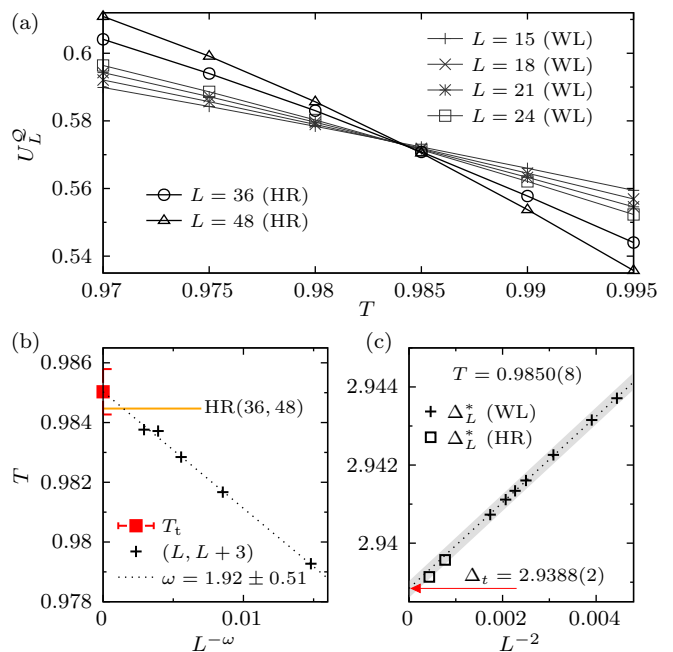 (a)
0.6
0.58
0.56
0.54
U_L^𝒬
L = 15 (WL)
L = 18 (WL)
L = 21 (WL)
L = 24 (WL)
L = 36 (HR)
L = 48 (HR)
0.97 0.975 0.98 0.985 0.99 0.995
T
(b)
0.986
0.984
0.982
0.98
0.978
T
HR(36, 48)
T_t
(L, L + 3)
ω = 1.92 ± 0.51
0 0.01
L^{−ω}
(c)
2.944
2.942
2.94
T = 0.9850(8)
Δ_L^* (WL)
Δ_L^* (HR)
Δ_t = 2.9388(2)
0 0.002 0.004
L^{−2}